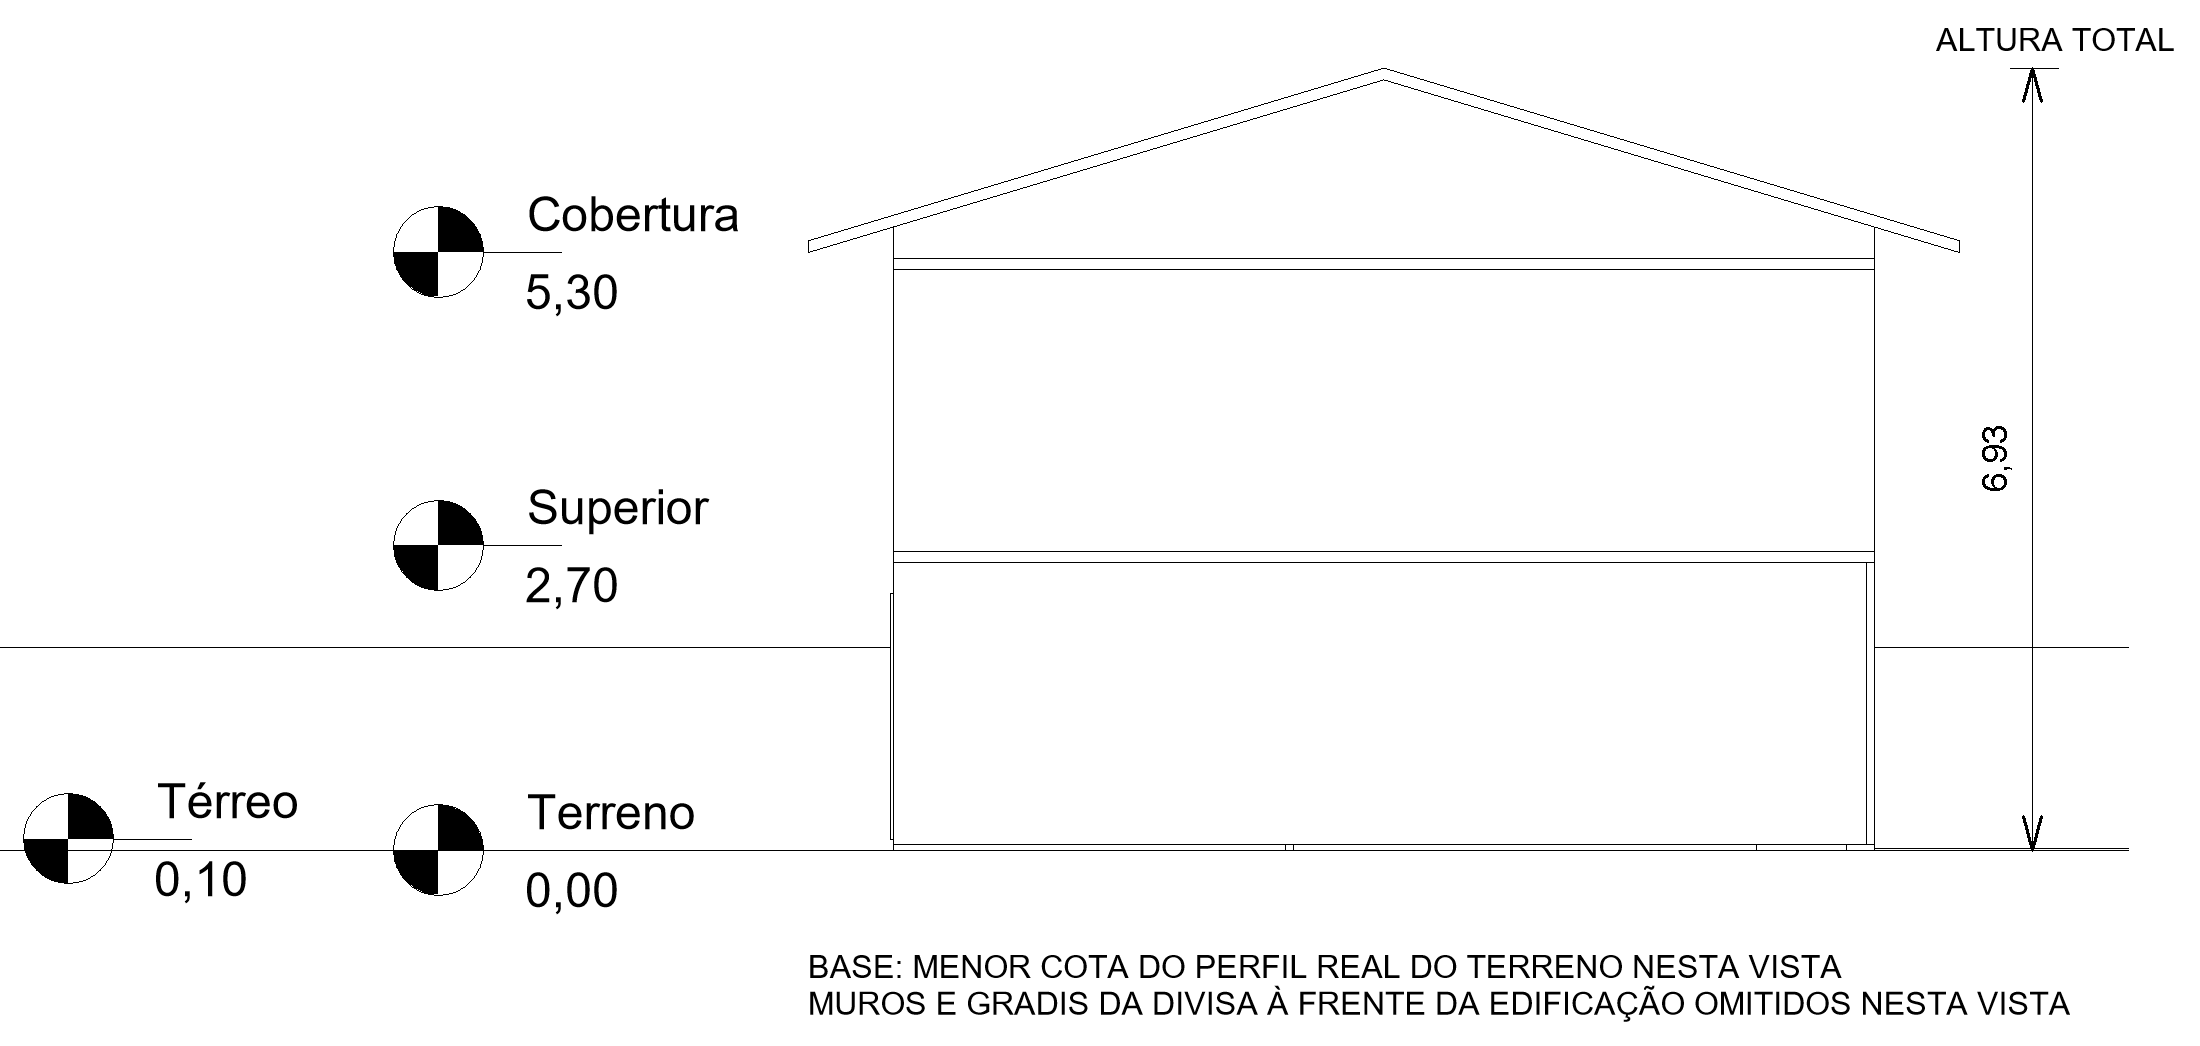 ALTURA TOTAL
Cobertura
5,30
6,93
Superior
2,70
Térreo
0,10
Terreno
0,00
BASE: MENOR COTA DO PERFIL REAL DO TERRENO NESTA VISTA
MUROS E GRADIS DA DIVISA À FRENTE DA EDIFICAÇÃO OMITIDOS NESTA VISTA